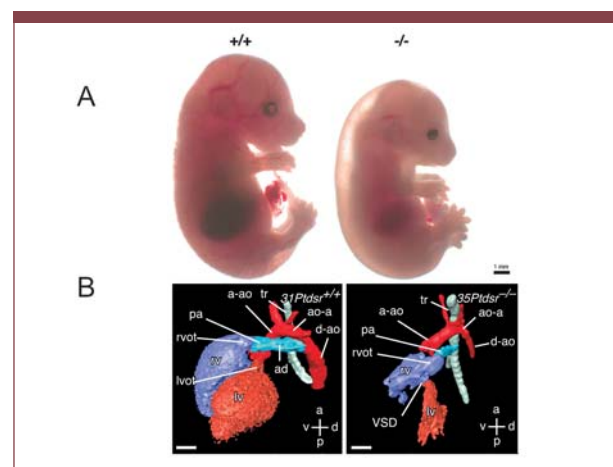 +/+ -/-
A
1 mm
B
tr 31Ptdsr+/+
a-ao
ao-a
pa
d-ao
rvot
rv
ad
lvot
lv
a
v d
p
tr 35Ptdsr-/-
a-ao
ao-a
pa
d-ao
rvot
rv
VSD
lv
a
v d
p